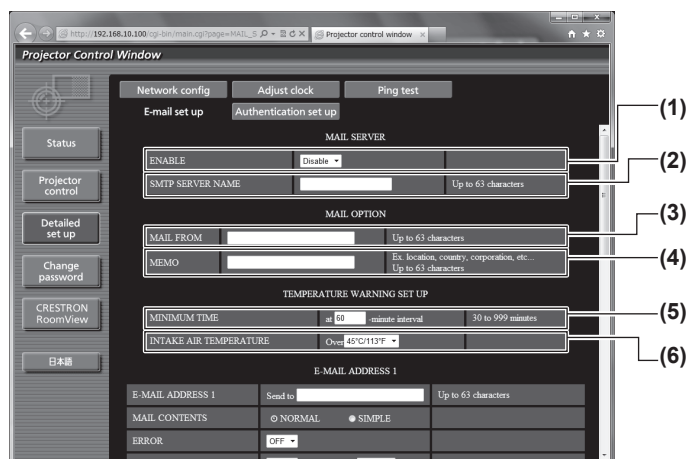 http://192.168.10.100/cgi-bin/main.cgi?page=MAIL_S
Projector control window
Projector Control Window
Network config
Adjust clock
Ping test
E-mail set up
Authentication set up
Status
Projector control
Detailed set up
Change password
CRESTRON RoomView
日本語
MAIL SERVER
ENABLE Disable
(1)
SMTP SERVER NAME Up to 63 characters
(2)
MAIL OPTION
MAIL FROM Up to 63 characters
(3)
MEMO Ex. location, country, corporation, etc...
Up to 63 characters
(4)
TEMPERATURE WARNING SET UP
MINIMUM TIME at 60 -minute interval 30 to 999 minutes
(5)
INTAKE AIR TEMPERATURE Over 45°C/113°F
(6)
E-MAIL ADDRESS 1
E-MAIL ADDRESS 1 Send to Up to 63 characters
MAIL CONTENTS NORMAL SIMPLE
ERROR OFF